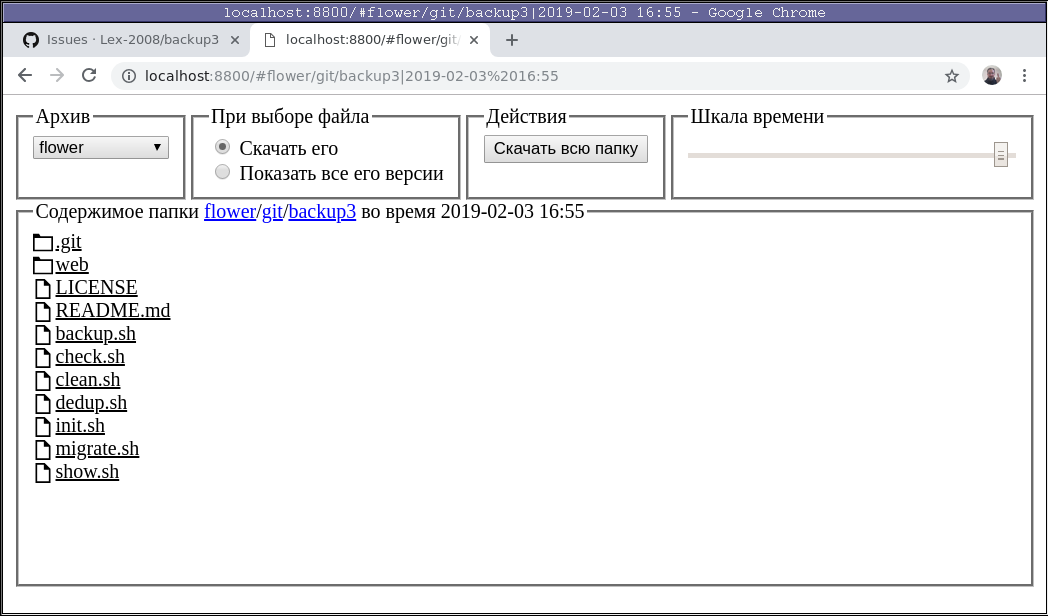 localhost:8800/#flower/git/backup3|2019-02-03 16:55 - Google Chrome
Issues · Lex-2008/backup3
localhost:8800/#flower/git/
localhost:8800/#flower/git/backup3|2019-02-03%2016:55
Архив
flower
При выборе файла
Скачать его
Показать все его версии
Действия
Скачать всю папку
Шкала времени
Содержимое папки flower/git/backup3 во время 2019-02-03 16:55
.git
web
LICENSE
README.md
backup.sh
check.sh
clean.sh
dedup.sh
init.sh
migrate.sh
show.sh